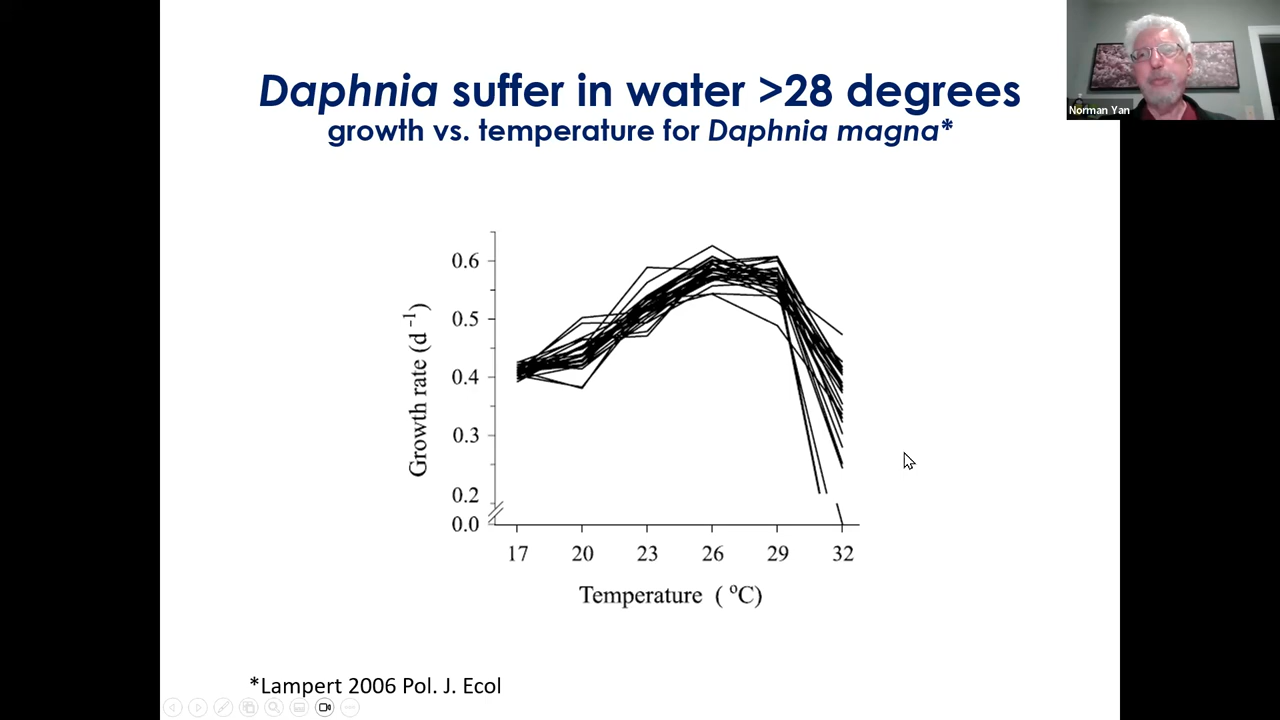 Daphnia suffer in water >28 degrees
growth vs. temperature for Daphnia magna*
Norman Yan
0.6
0.5
0.4
0.3
0.2
0.0
Growth rate (d -1)
17 20 23 26 29 32
Temperature ( oC)
*Lampert 2006 Pol. J. Ecol